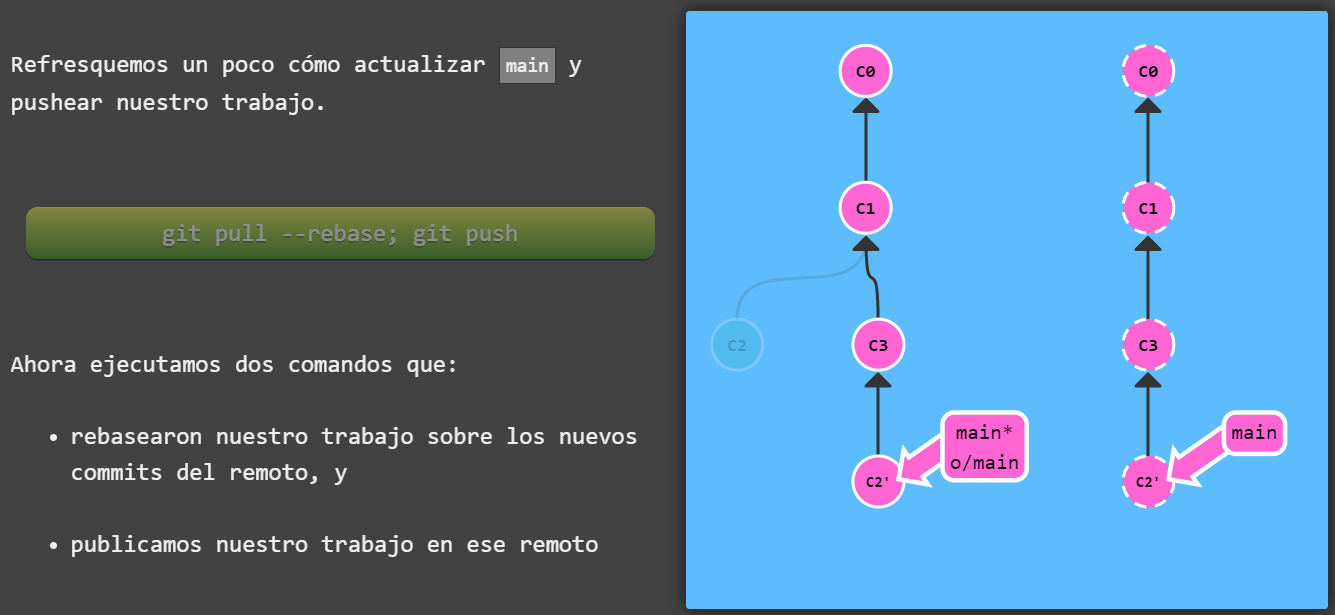 Refresquemos un poco cómo actualizar main y
pushear nuestro trabajo.
git pull --rebase; git push
Ahora ejecutamos dos comandos que:
• rebasearon nuestro trabajo sobre los nuevos
commits del remoto, y
• publicamos nuestro trabajo en ese remoto
C0
C1
C2
C3
main*
o/main
C2'
C0
C1
C3
main
C2'